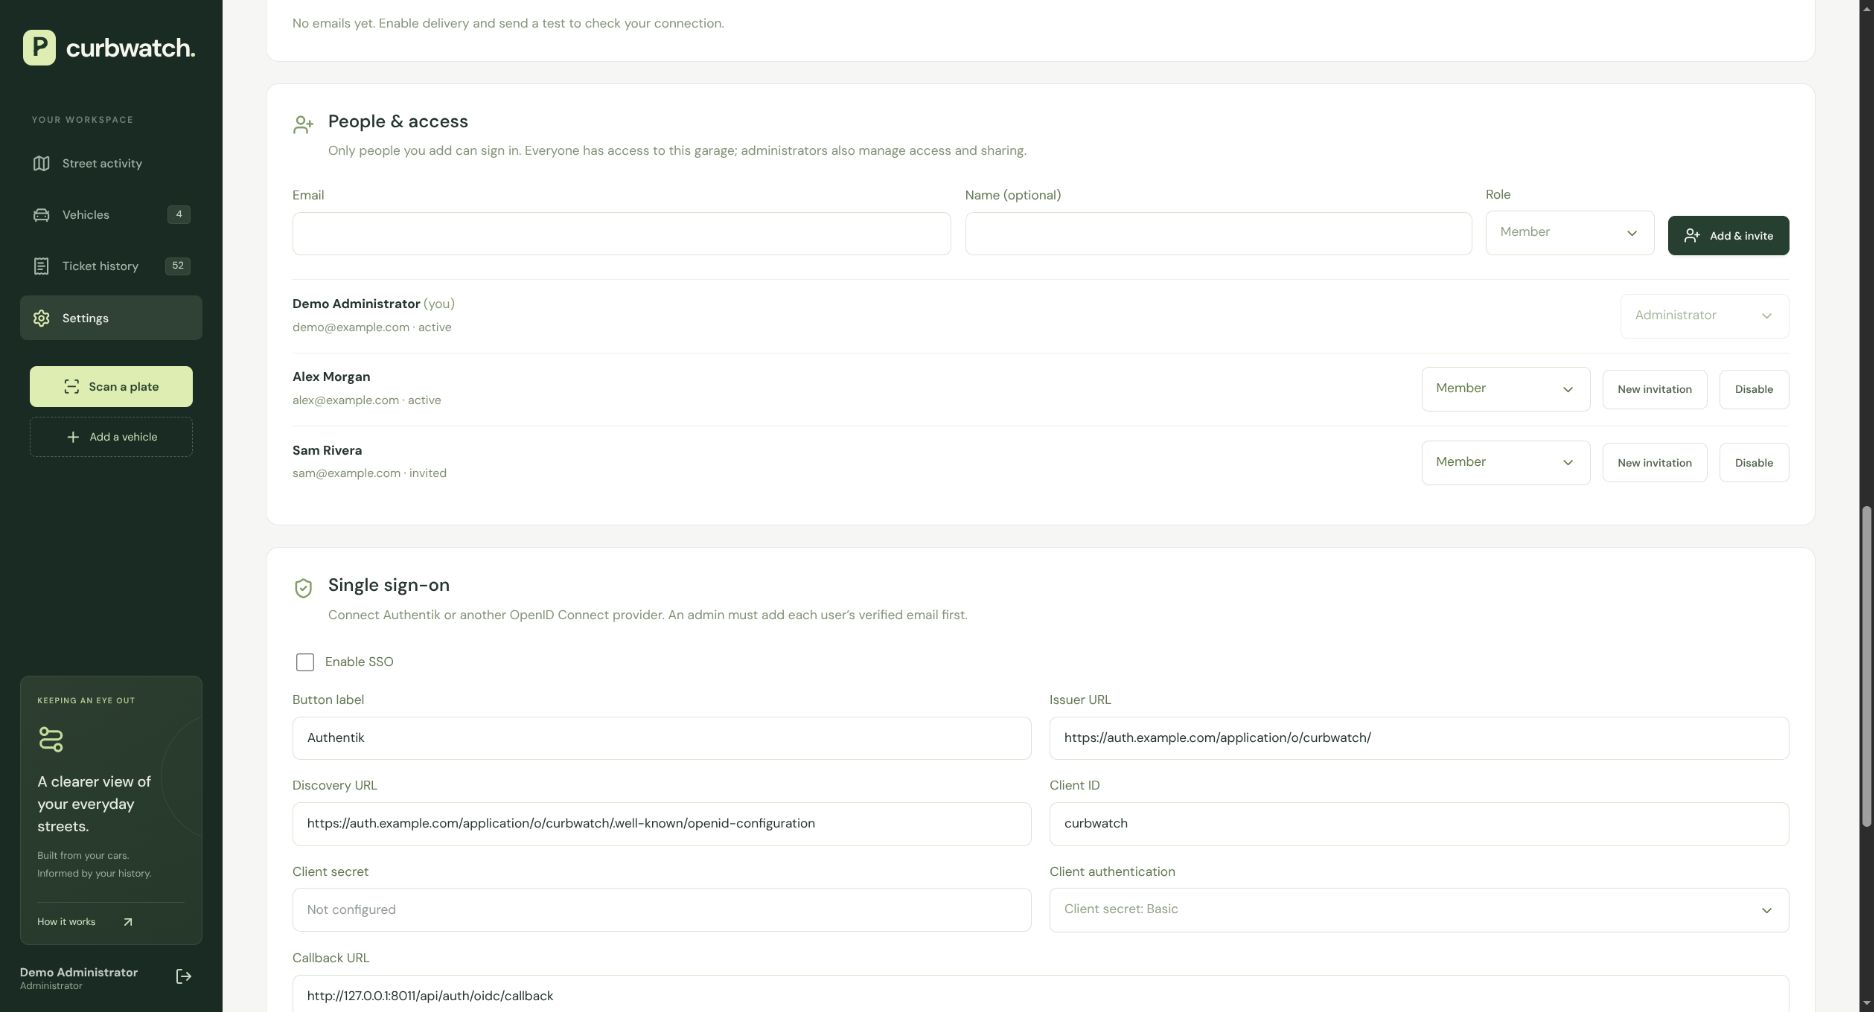 P curbwatch.
YOUR WORKSPACE
Street activity
Vehicles 4
Ticket history 52
Settings
Scan a plate
Add a vehicle
KEEPING AN EYE OUT
A clearer view of
your everyday
streets.
Built from your cars.
Informed by your history.
How it works
Demo Administrator
Administrator
No emails yet. Enable delivery and send a test to check your connection.
People & access
Only people you add can sign in. Everyone has access to this garage; administrators also manage access and sharing.
Email Name (optional) Role
Member Add & invite
Demo Administrator (you)
demo@example.com · active
Administrator
Alex Morgan
alex@example.com · active
Member New invitation Disable
Sam Rivera
sam@example.com · invited
Member New invitation Disable
Single sign-on
Connect Authentik or another OpenID Connect provider. An admin must add each user's verified email first.
Enable SSO
Button label Issuer URL
Authentik https://auth.example.com/application/o/curbwatch/
Discovery URL Client ID
https://auth.example.com/application/o/curbwatch/.well-known/openid-configuration curbwatch
Client secret Client authentication
Not configured Client secret: Basic
Callback URL
http://127.0.0.1:8011/api/auth/oidc/callback